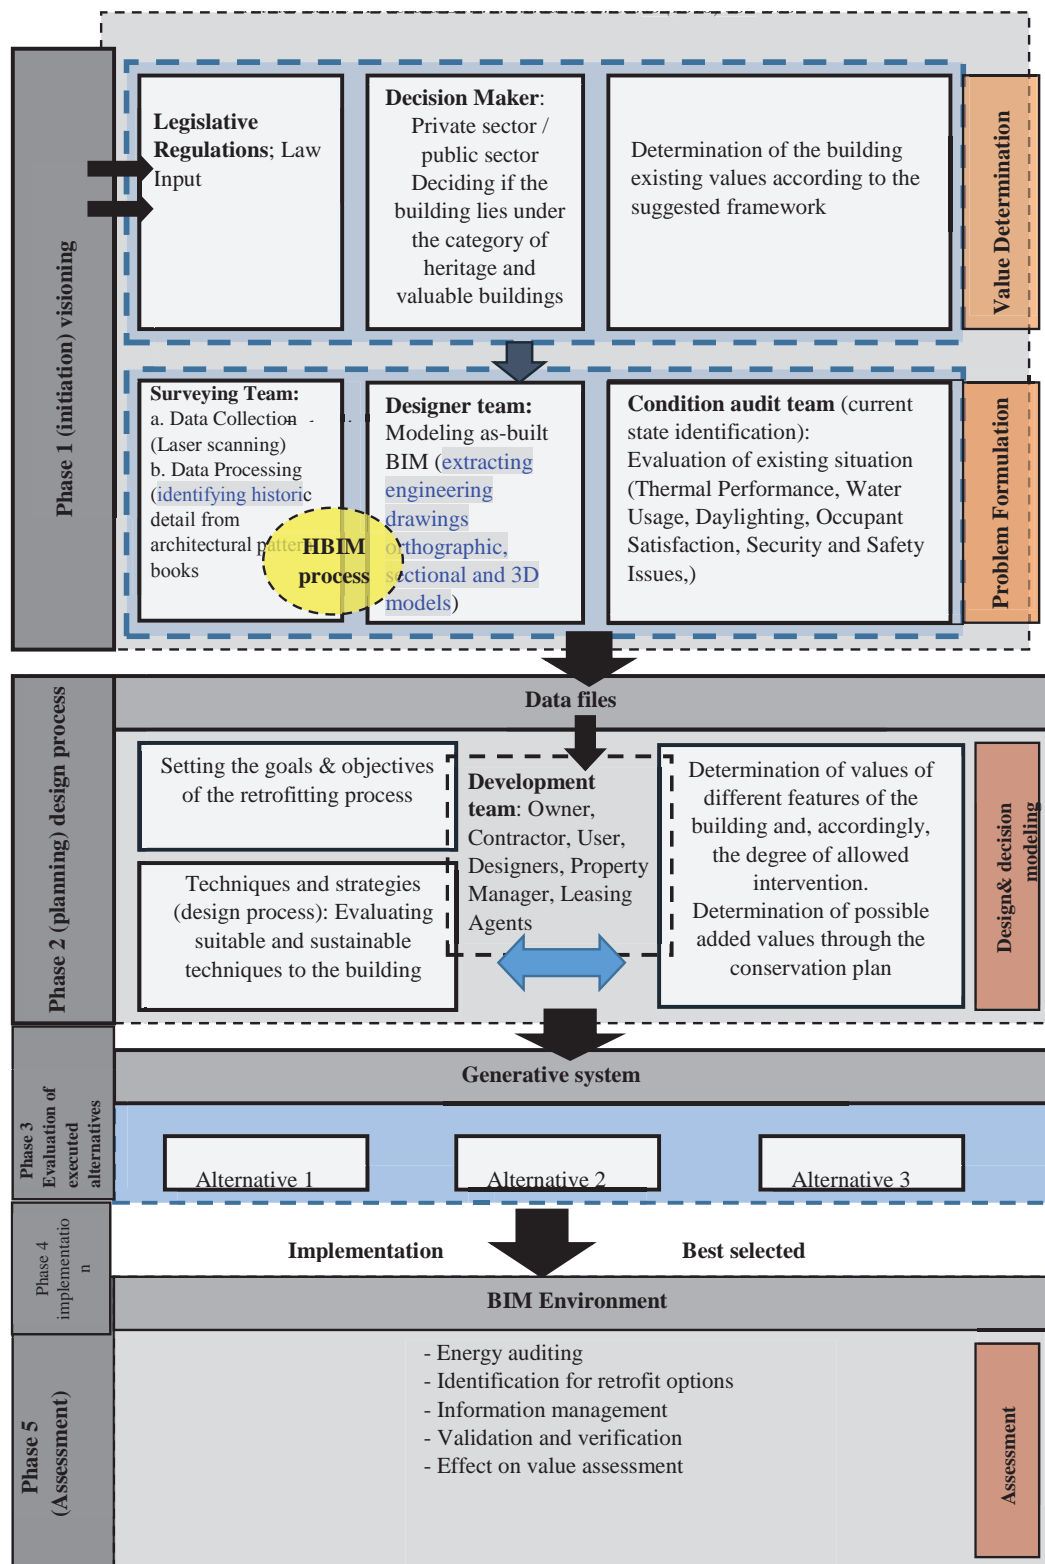 Phase 1 (initiation) visioning
Legislative
Regulations; Law
Input
Decision Maker:
Private sector /
public sector
Deciding if the
building lies under
the category of
heritage and
valuable buildings
Determination of the building
existing values according to the
suggested framework
Value Determination
Surveying Team:
a. Data Collection
(Laser scanning)
b. Data Processing
(identifying historic
detail from
architectural pattern
books
HBIM
process
Designer team:
Modeling as-built
BIM (extracting
engineering
drawings
orthographic,
sectional and 3D
models)
Condition audit team (current
state identification):
Evaluation of existing situation
(Thermal Performance, Water
Usage, Daylighting, Occupant
Satisfaction, Security and Safety
Issues,)
Problem Formulation
Phase 2 (planning) design process
Data files
Setting the goals & objectives
of the retrofitting process
Techniques and strategies
(design process): Evaluating
suitable and sustainable
techniques to the building
Development
team: Owner,
Contractor, User,
Designers, Property
Manager, Leasing
Agents
Determination of values of
different features of the
building and, accordingly,
the degree of allowed
intervention.
Determination of possible
added values through the
conservation plan
Design& decision
modeling
Phase 3
Evaluation of
executed
alternatives
Generative system
Alternative 1
Alternative 2
Alternative 3
Phase 4
implementatio
n
Implementation
Best selected
BIM Environment
Phase 5
(Assessment)
- Energy auditing
- Identification for retrofit options
- Information management
- Validation and verification
- Effect on value assessment
Assessment